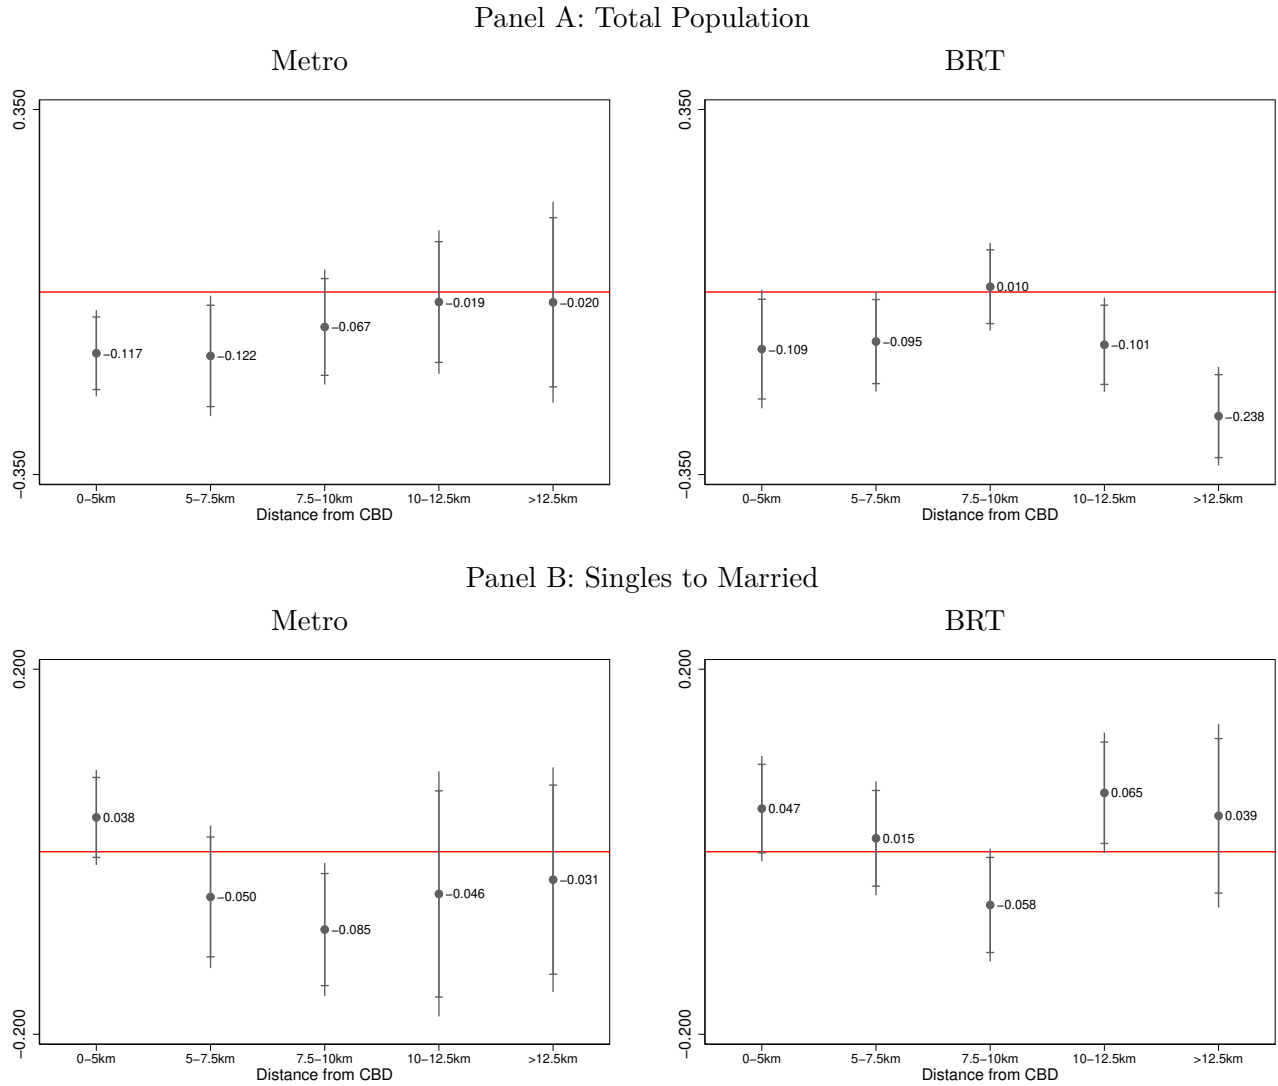 Panel A: Total Population
Metro
BRT
0.350
−0.350
−0.117
−0.122
−0.067
−0.019
−0.020
0−5km
5−7.5km
7.5−10km
10−12.5km
>12.5km
Distance from CBD
0.350
−0.350
−0.109
−0.095
0.010
−0.101
−0.238
0−5km
5−7.5km
7.5−10km
10−12.5km
>12.5km
Distance from CBD
Panel B: Singles to Married
Metro
BRT
0.200
−0.200
0.038
−0.050
−0.085
−0.046
−0.031
0−5km
5−7.5km
7.5−10km
10−12.5km
>12.5km
Distance from CBD
0.200
−0.200
0.047
0.015
−0.058
0.065
0.039
0−5km
5−7.5km
7.5−10km
10−12.5km
>12.5km
Distance from CBD